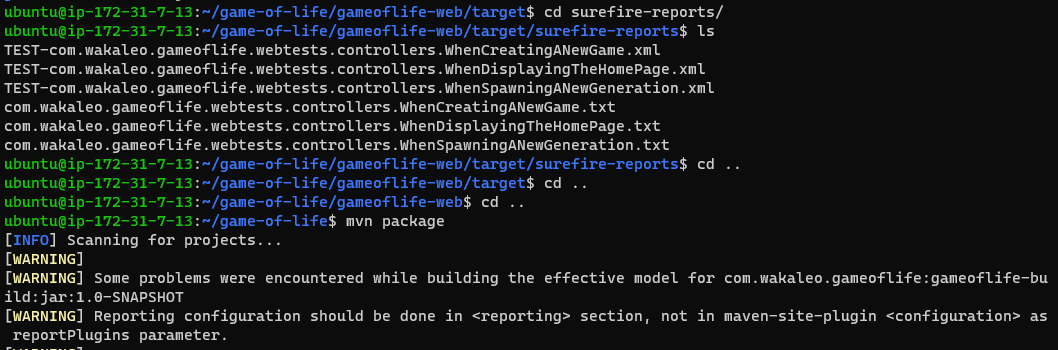 ubuntu@ip-172-31-7-13:~/game-of-life/gameoflife-web/target$ cd surefire-reports/
ubuntu@ip-172-31-7-13:~/game-of-life/gameoflife-web/target/surefire-reports$ ls
TEST-com.wakaleo.gameoflife.webtests.controllers.WhenCreatingANewGame.xml
TEST-com.wakaleo.gameoflife.webtests.controllers.WhenDisplayingTheHomePage.xml
TEST-com.wakaleo.gameoflife.webtests.controllers.WhenSpawningANewGeneration.xml
com.wakaleo.gameoflife.webtests.controllers.WhenCreatingANewGame.txt
com.wakaleo.gameoflife.webtests.controllers.WhenDisplayingTheHomePage.txt
com.wakaleo.gameoflife.webtests.controllers.WhenSpawningANewGeneration.txt
ubuntu@ip-172-31-7-13:~/game-of-life/gameoflife-web/target/surefire-reports$ cd ..
ubuntu@ip-172-31-7-13:~/game-of-life/gameoflife-web/target$ cd ..
ubuntu@ip-172-31-7-13:~/game-of-life/gameoflife-web$ cd ..
ubuntu@ip-172-31-7-13:~/game-of-life$ mvn package
[INFO] Scanning for projects...
[WARNING]
[WARNING] Some problems were encountered while building the effective model for com.wakaleo.gameoflife:gameoflife-bu
ild:jar:1.0-SNAPSHOT
[WARNING] Reporting configuration should be done in <reporting> section, not in maven-site-plugin <configuration> as
 reportPlugins parameter.